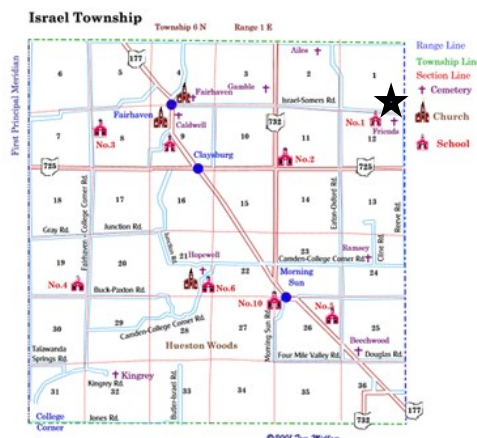 Israel Township
Township 6 N Range 1 E
Range Line
Township Lin
Section Line
Cemetery
Church
School
First Principal Meridian
177
Ailee
6 5 4 3 2 1
Gamble
Fairhaven
Israel-Somers Rd.
Fairhaven
Caldwell
No.1
Friends
732
7 8 9 10 11 12
No.3
No.2
Claysburg
725
725
18 17 16 15 14 13
Fairhaven - College Corner Rd.
Eaton-Oxford Rd.
Reeve Rd.
Cline Rd.
Gray Rd.
Junction Rd.
Junction Rd.
Ramsey
19 20 21 22 23 24
Hopewell
Camden-College Corner Rd.
Morning
Sun
No.4
Buck-Paxton Rd.
No.6
No.10
No.5
30 29 28 27 26 25
Camden-College Corner Rd.
Morning Sun Rd.
Hueston Woods
Beechwood
Talawanda
Springs Rd.
Four Mile Valley Rd.
Douglas Rd.
Kingrey
Kingrey Rd.
31 32 33 34 35 36
Butler-Israel Rd.
College
Corner
Jones Rd.
732
177